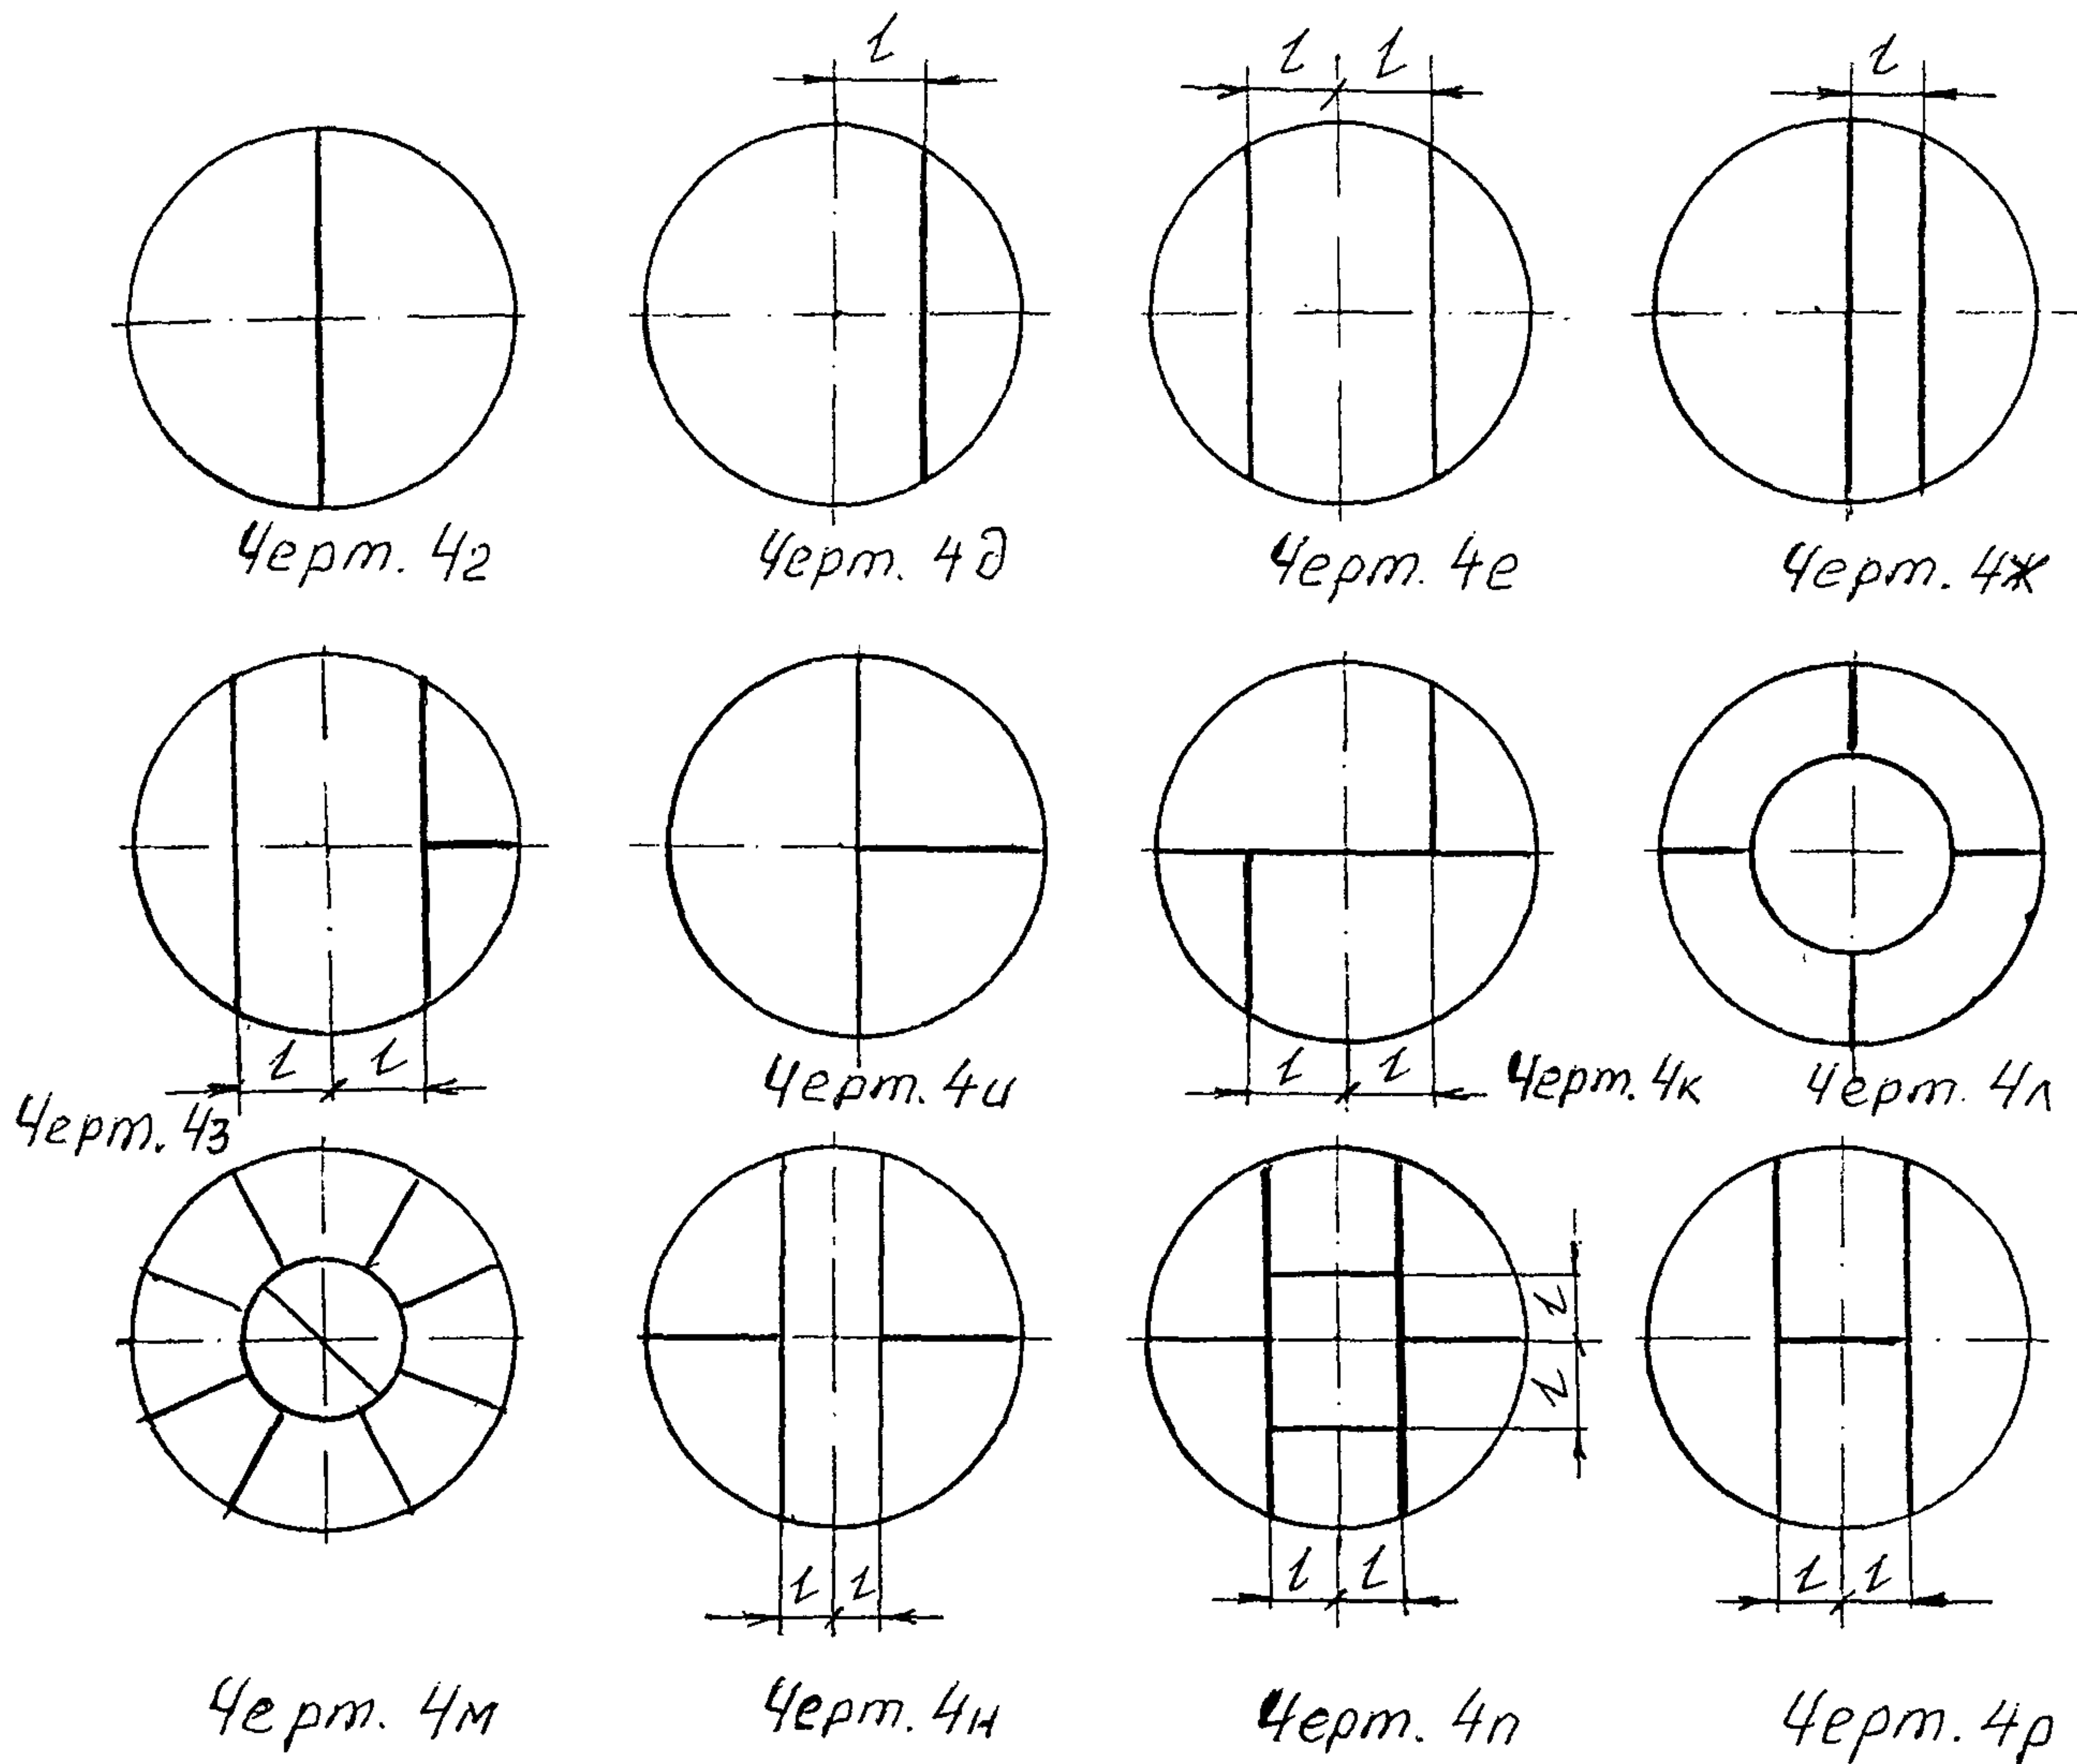 l
l l
l
Черт. 4г
Черт. 4д
Черт. 4е
Черт. 4ж
l l
Черт. 4з
Черт. 4и
l l
Черт. 4к
Черт. 4л
l
l
l l
l l
l l
Черт. 4м
Черт. 4н
Черт. 4п
Черт. 4р